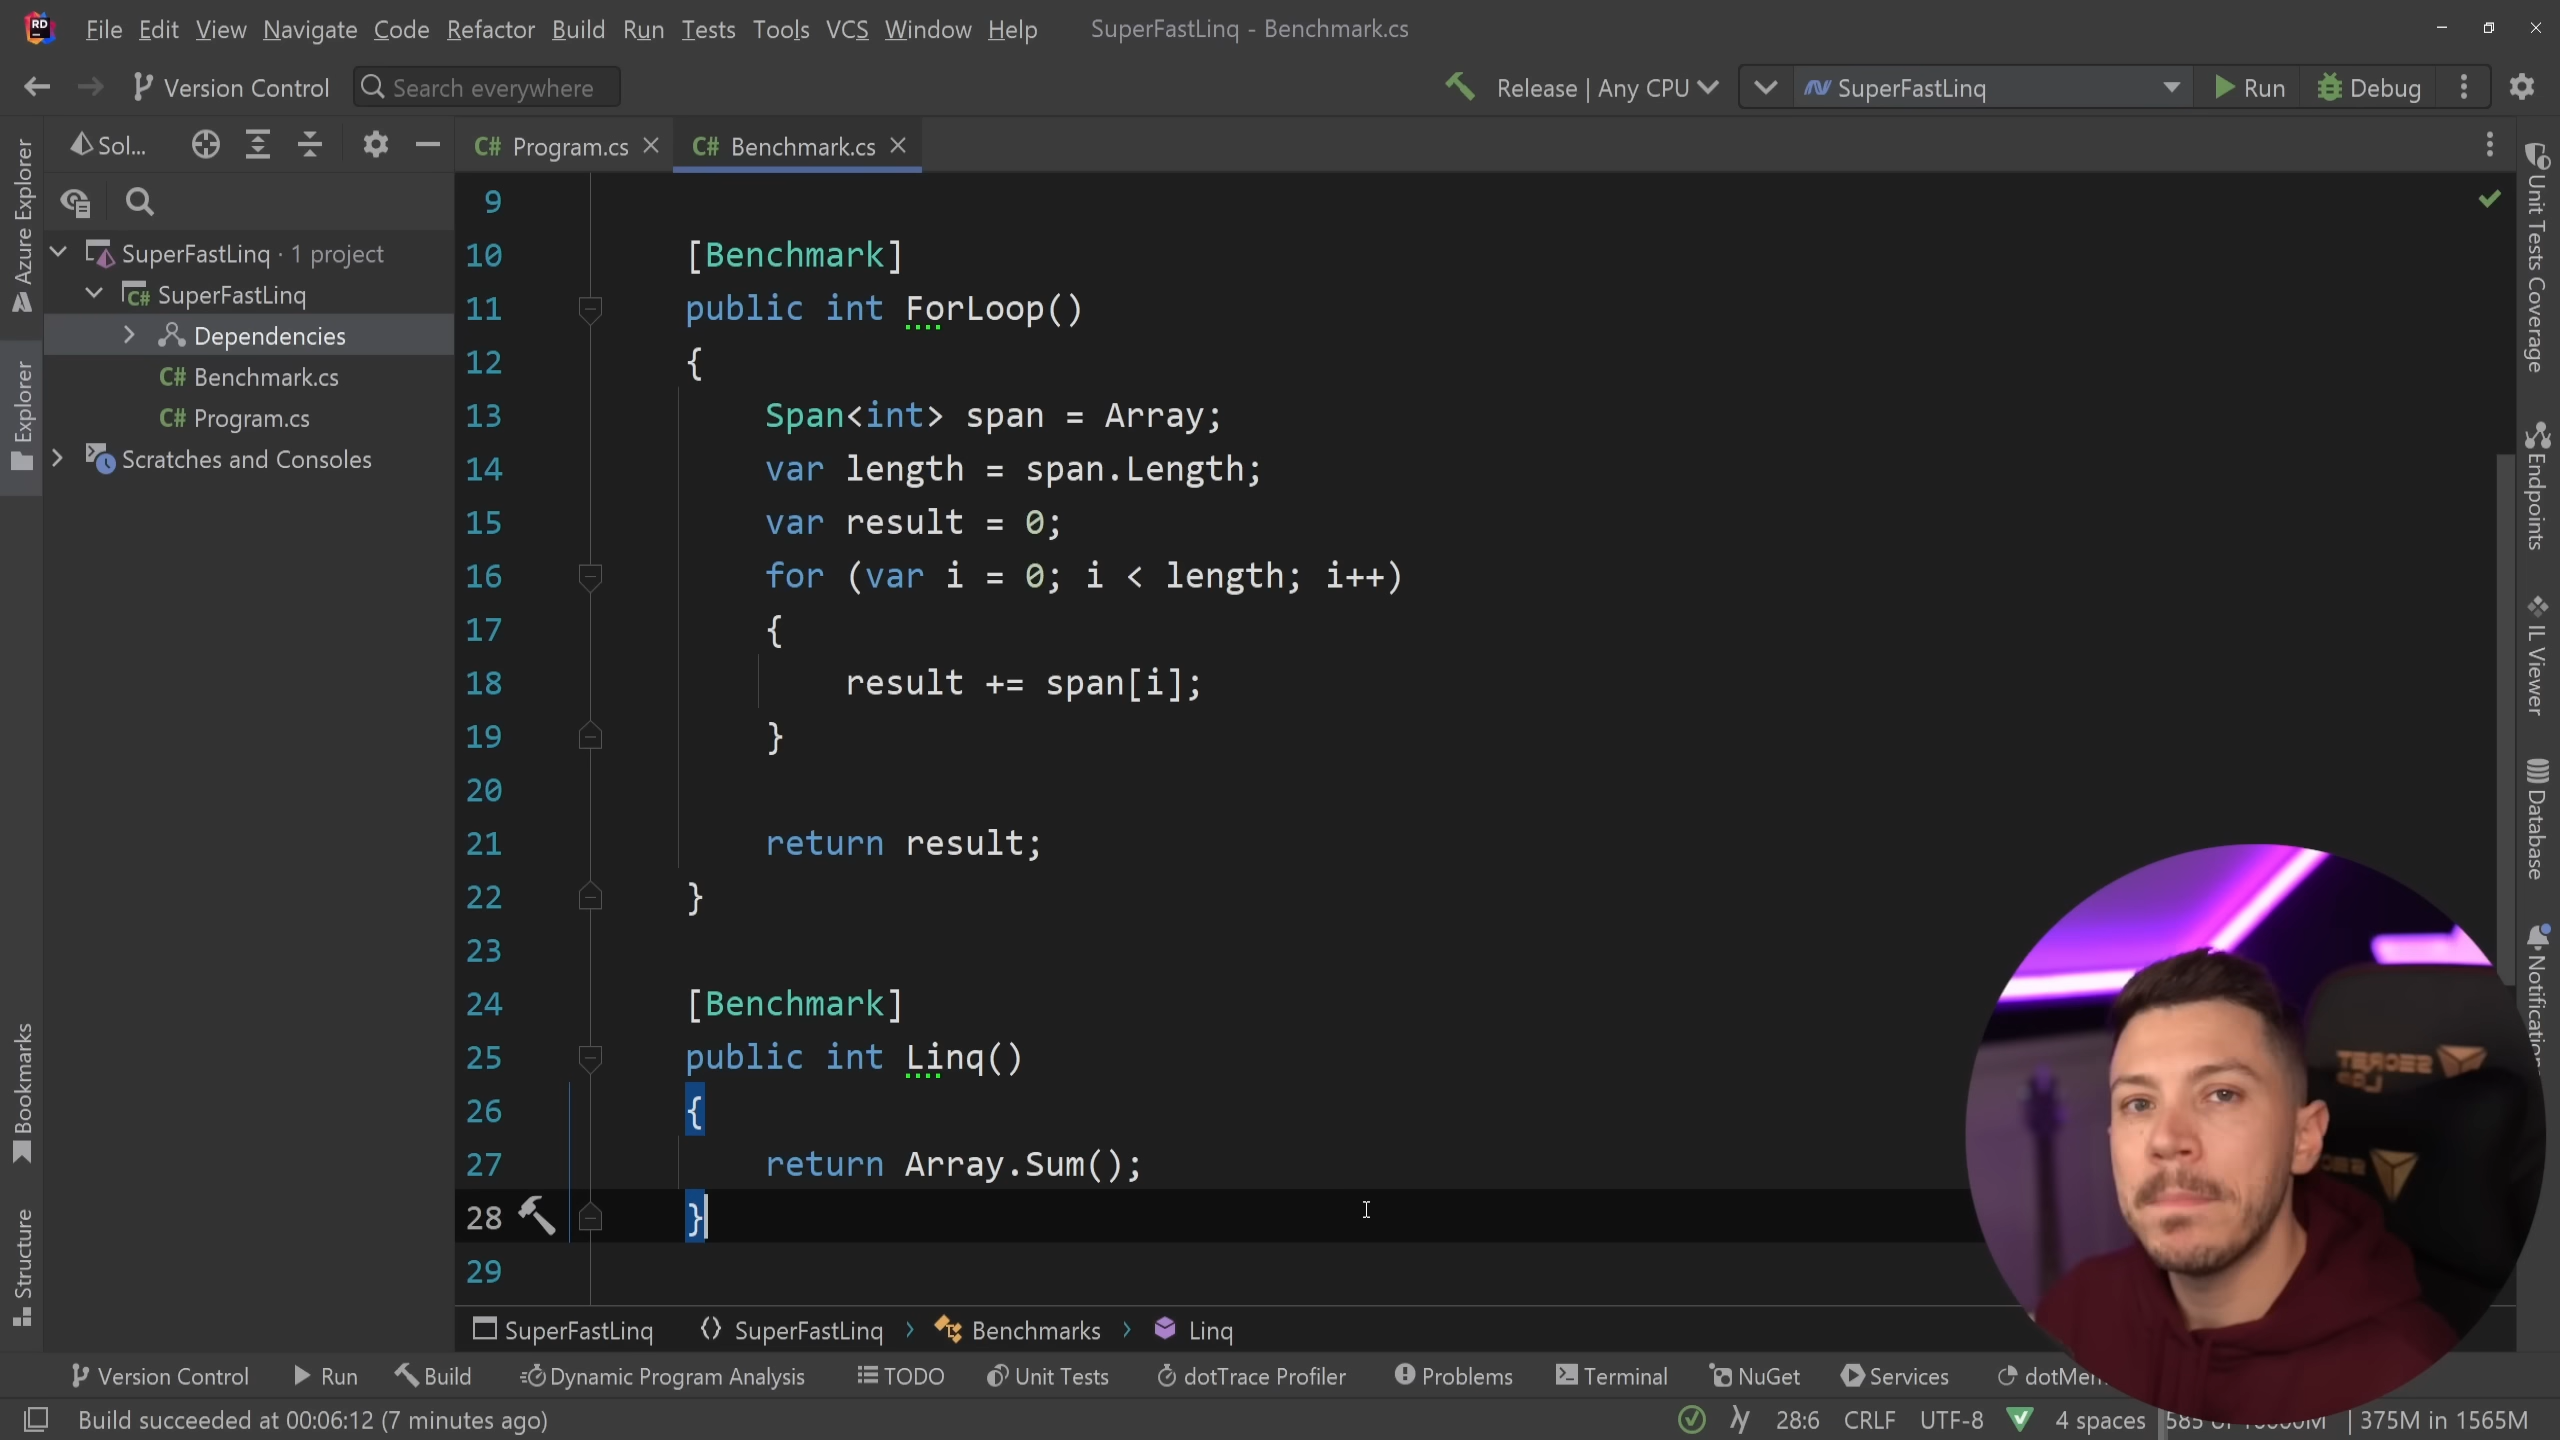 RD
File Edit View Navigate Code Refactor Build Run Tests Tools VCS Window Help SuperFastLinq - Benchmark.cs
Version Control Search everywhere Release | Any CPU SuperFastLinq Run Debug
Sol...
C# Program.cs C# Benchmark.cs
SuperFastLinq · 1 project
C# SuperFastLinq
Dependencies
C# Benchmark.cs
C# Program.cs
Scratches and Consoles
Azure Explorer
Explorer
Bookmarks
Structure
9
10 [Benchmark]
11 public int ForLoop()
12 {
13 Span<int> span = Array;
14 var length = span.Length;
15 var result = 0;
16 for (var i = 0; i < length; i++)
17 {
18 result += span[i];
19 }
20
21 return result;
22 }
23
24 [Benchmark]
25 public int Linq()
26 {
27 return Array.Sum();
28 }
29
Unit Tests Coverage
Endpoints
IL Viewer
Database
SECRET
SuperFastLinq SuperFastLinq Benchmarks Linq
Version Control Run Build Dynamic Program Analysis TODO Unit Tests dotTrace Profiler Problems Terminal NuGet Services
Build succeeded at 00:06:12 (7 minutes ago) 28:6 CRLF UTF-8 4 spaces 375M in 1565M